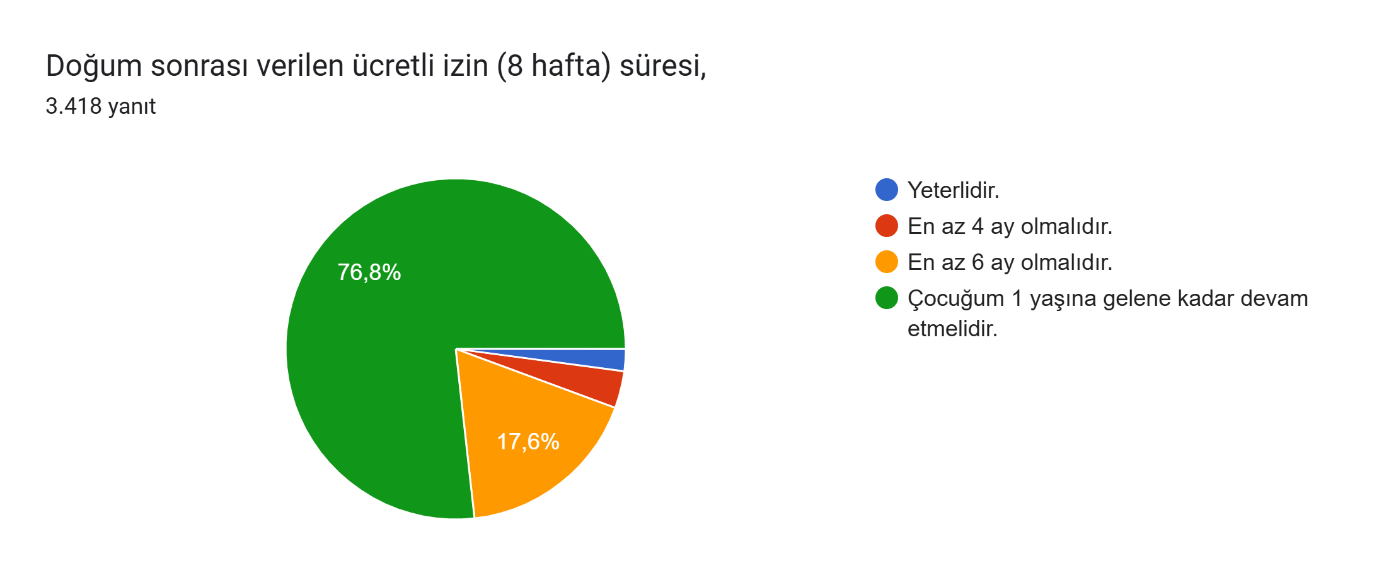 Doğum sonrası verilen ücretli izin (8 hafta) süresi,
3.418 yanıt
76,8%
17,6%
Yeterlidir.
En az 4 ay olmalıdır.
En az 6 ay olmalıdır.
Çocuğum 1 yaşına gelene kadar devam
etmelidir.